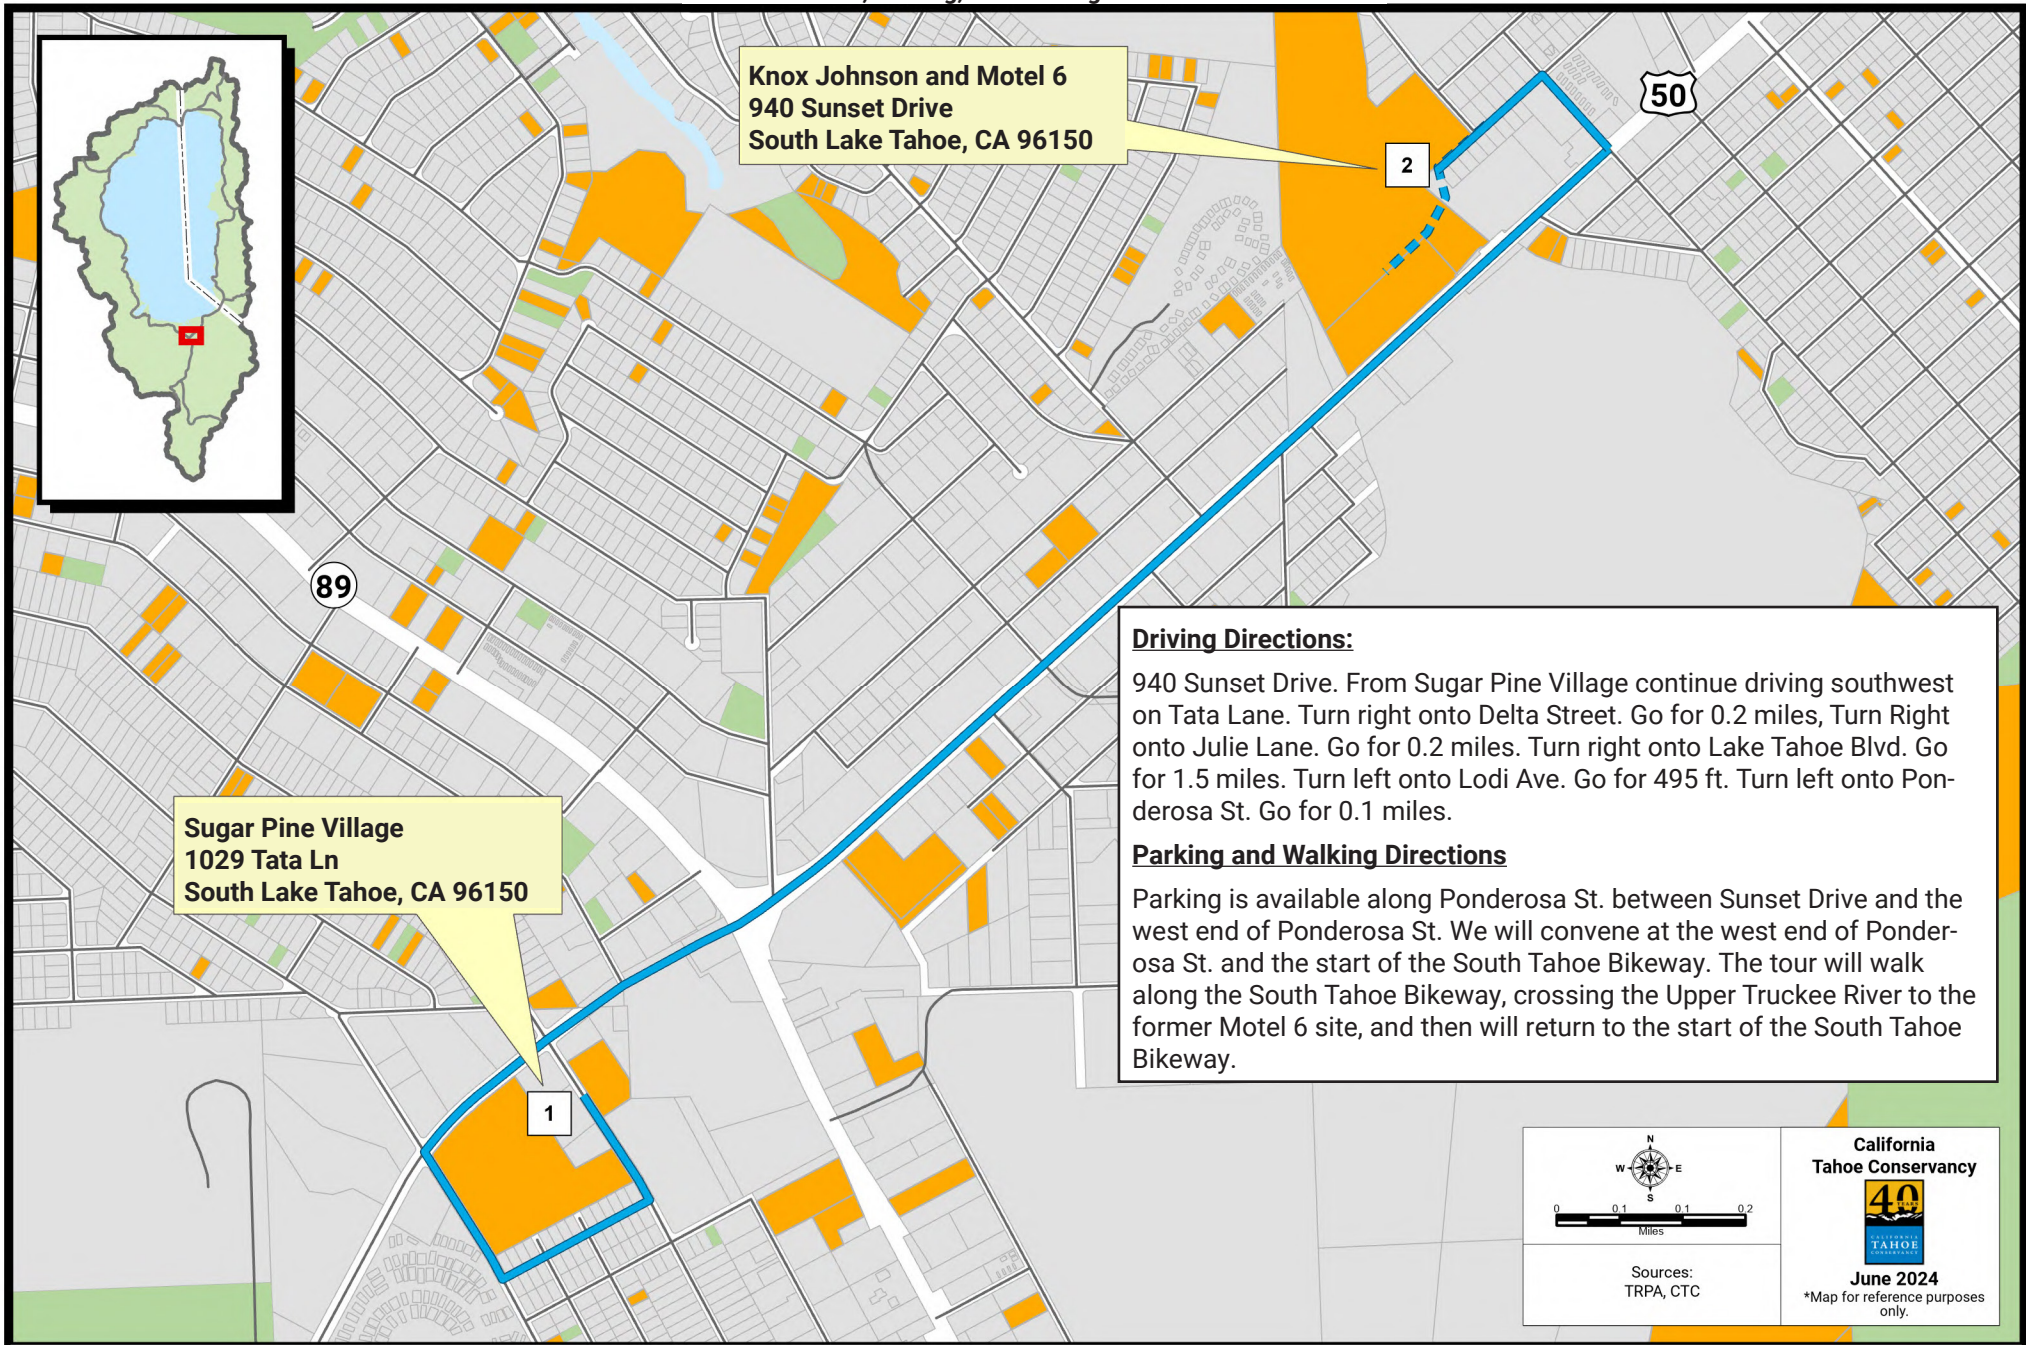 Knox Johnson and Motel 6
940 Sunset Drive
South Lake Tahoe, CA 96150
50
2
89
Driving Directions:
940 Sunset Drive. From Sugar Pine Village continue driving southwest
on Tata Lane. Turn right onto Delta Street. Go for 0.2 miles, Turn Right
onto Julie Lane. Go for 0.2 miles. Turn right onto Lake Tahoe Blvd. Go
for 1.5 miles. Turn left onto Lodi Ave. Go for 495 ft. Turn left onto Pon-
derosa St. Go for 0.1 miles.
Parking and Walking Directions
Parking is available along Ponderosa St. between Sunset Drive and the
west end of Ponderosa St. We will convene at the west end of Ponder-
osa St. and the start of the South Tahoe Bikeway. The tour will walk
along the South Tahoe Bikeway, crossing the Upper Truckee River to the
former Motel 6 site, and then will return to the start of the South Tahoe
Bikeway.
Sugar Pine Village
1029 Tata Ln
South Lake Tahoe, CA 96150
1
N
W E
S
0 0.1 0.1 0.2
Miles
Sources:
TRPA, CTC
California
Tahoe Conservancy
40
YEARS
CALIFORNIA
TAHOE
CONSERVANCY
June 2024
*Map for reference purposes
only.